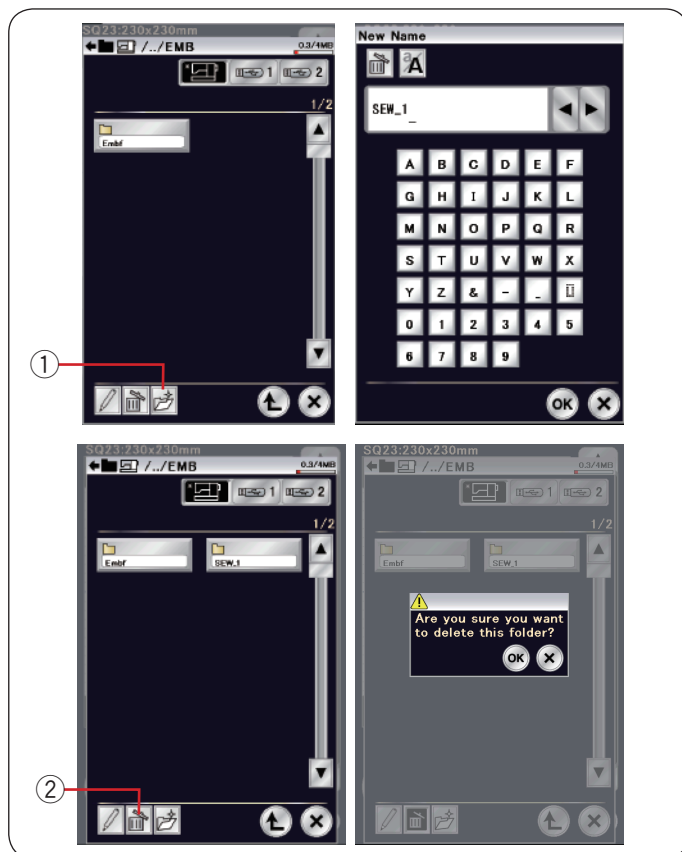 SQ23:230x230mm
/../EMB
0.3/4MB
1
2
1/2
Embf
①
New Name
aA
SEW_1_
A B C D E F
G H I J K L
M N O P Q R
S T U V W X
Y Z & - _ Ü
0 1 2 3 4 5
6 7 8 9
OK
SQ23:230x230mm
/../EMB
0.3/4MB
1
2
1/2
Embf
SEW_1
②
SQ23:230x230mm
/../EMB
0.3/4MB
1
2
1/2
Embf
SEW_1
Are you sure you want
to delete this folder?
OK